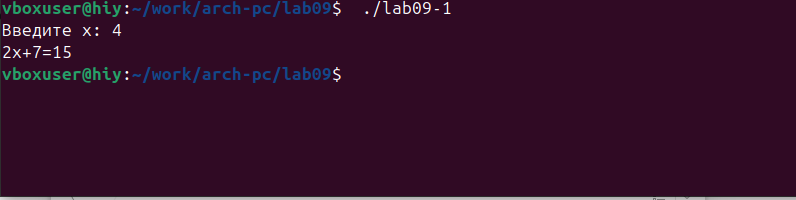 vboxuser@hiy:~/work/arch-pc/lab09$  ./lab09-1
Введите x: 4
2x+7=15
vboxuser@hiy:~/work/arch-pc/lab09$